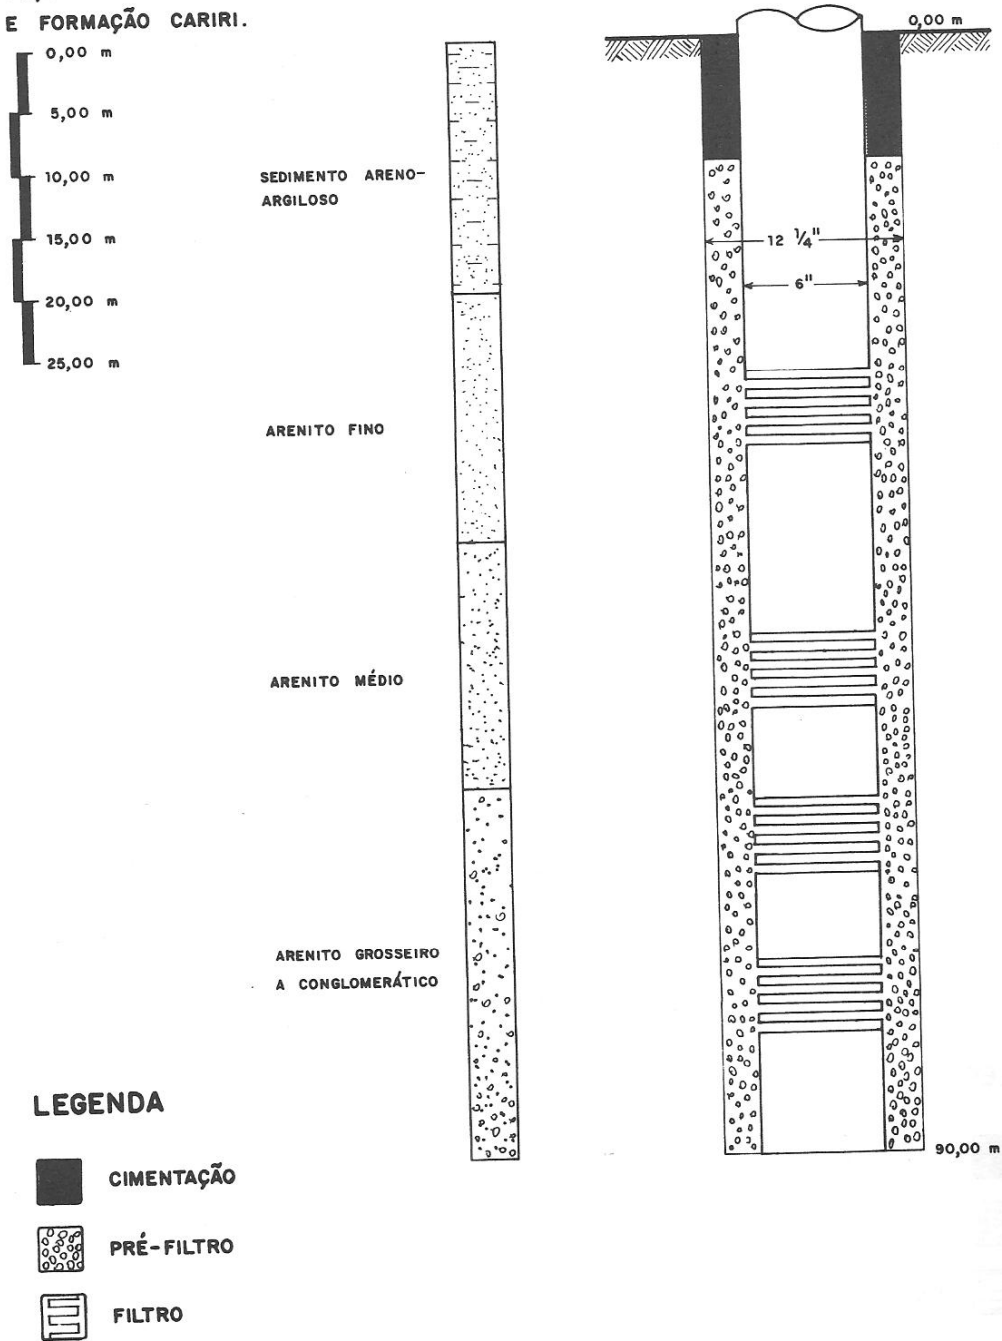 E FORMAÇÃO CARIRI.
0,00 m
5,00 m
10,00 m
15,00 m
20,00 m
25,00 m
0,00 m
SEDIMENTO ARENO-
ARGILOSO
12 1/4"
6"
ARENITO FINO
ARENITO MÉDIO
ARENITO GROSSEIRO
A CONGLOMERÁTICO
90,00 m
LEGENDA
CIMENTAÇÃO
PRÉ-FILTRO
FILTRO